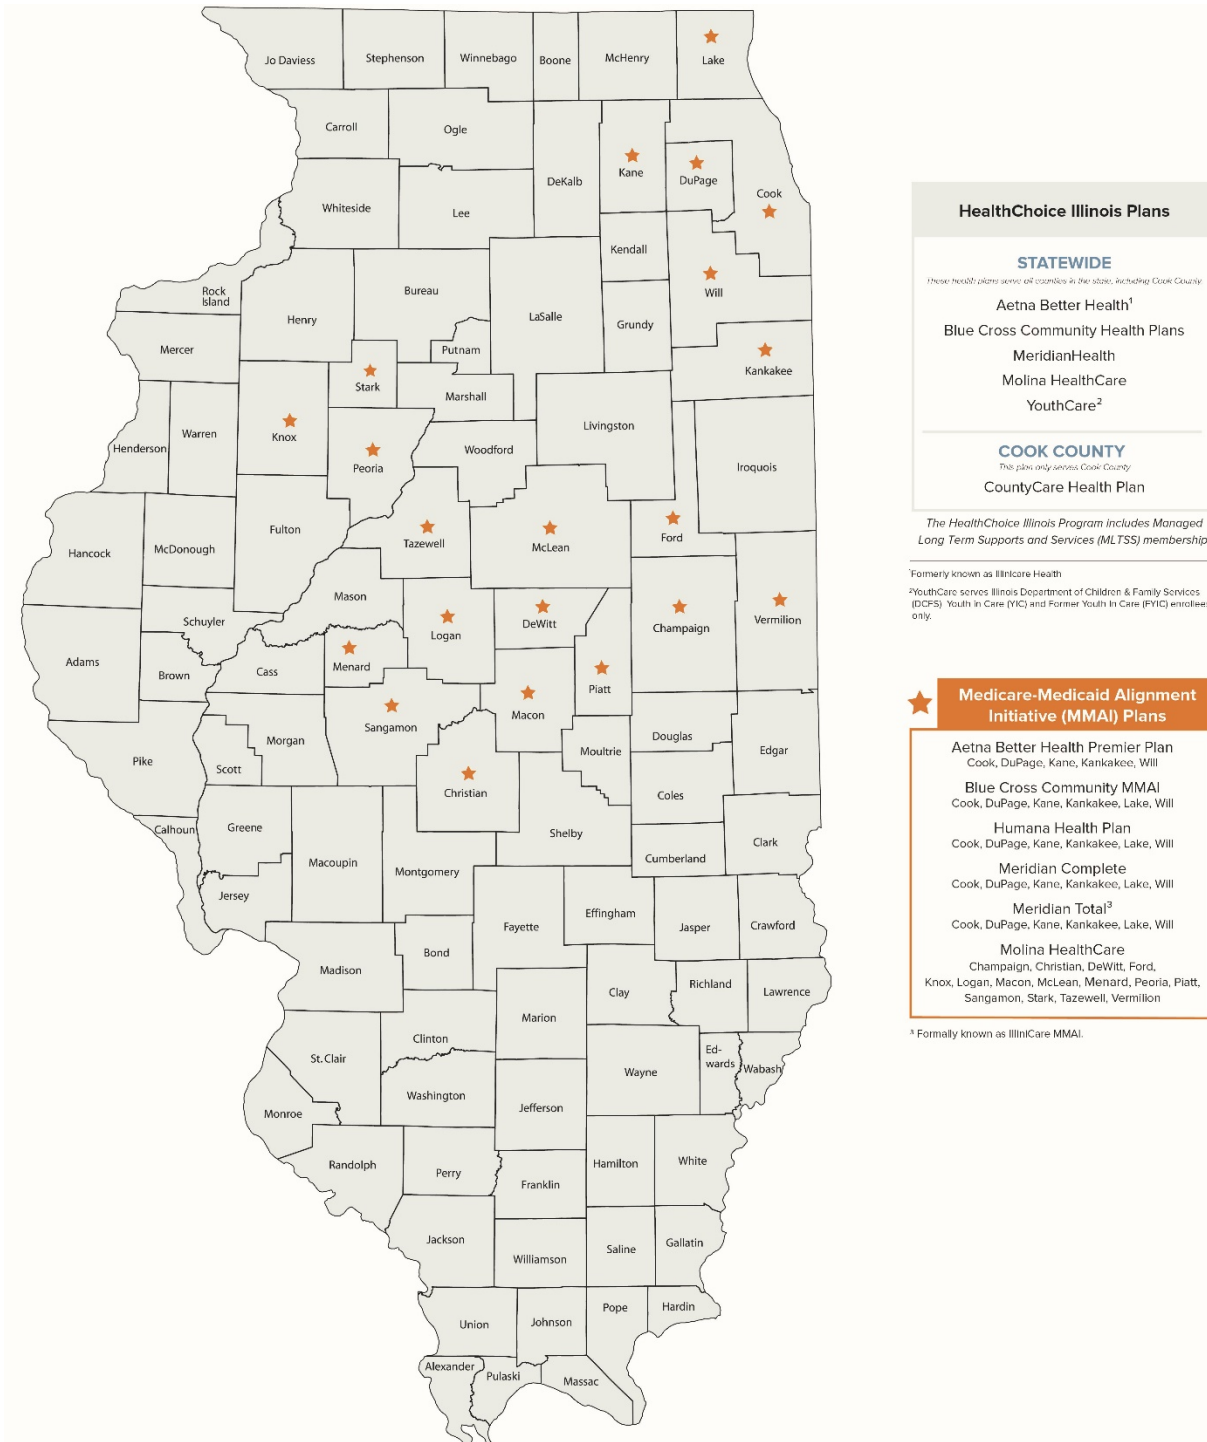 Jo Daviess
Stephenson
Winnebago
Boone
McHenry
Lake
Carroll
Ogle
DeKalb
Kane
DuPage
Cook
Whiteside
Lee
Kendall
Will
Rock
Island
Henry
Bureau
LaSalle
Grundy
Mercer
Putnam
Kankakee
Stark
Marshall
Henderson
Warren
Knox
Peoria
Woodford
Livingston
Iroquois
Hancock
McDonough
Fulton
Tazewell
McLean
Ford
Mason
Schuyler
Logan
DeWitt
Champaign
Vermilion
Adams
Brown
Cass
Menard
Piatt
Macon
Sangamon
Pike
Scott
Morgan
Christian
Moultrie
Douglas
Edgar
Coles
Calhoun
Greene
Macoupin
Montgomery
Shelby
Cumberland
Clark
Jersey
Fayette
Effingham
Jasper
Crawford
Madison
Bond
Clay
Richland
Lawrence
Marion
Clinton
St. Clair
Washington
Jefferson
Wayne
Ed-
wards
Wabash
Monroe
Randolph
Perry
Franklin
Hamilton
White
Jackson
Williamson
Saline
Gallatin
Union
Johnson
Pope
Hardin
Alexander
Pulaski
Massac
HealthChoice Illinois Plans
STATEWIDE
These health plans serve all counties in the state, including Cook County
Aetna Better Health¹
Blue Cross Community Health Plans
MeridianHealth
Molina HealthCare
YouthCare²
COOK COUNTY
This plan only serves Cook County
CountyCare Health Plan
The HealthChoice Illinois Program includes Managed
Long Term Supports and Services (MLTSS) membership
¹Formerly known as IlliniCare Health
²YouthCare serves Illinois Department of Children & Family Services
(DCFS) Youth in Care (YIC) and Former Youth In Care (FYIC) enrollees
only.
Medicare-Medicaid Alignment
Initiative (MMAI) Plans
Aetna Better Health Premier Plan
Cook, DuPage, Kane, Kankakee, Will
Blue Cross Community MMAI
Cook, DuPage, Kane, Kankakee, Lake, Will
Humana Health Plan
Cook, DuPage, Kane, Kankakee, Lake, Will
Meridian Complete
Cook, DuPage, Kane, Kankakee, Lake, Will
Meridian Total³
Cook, DuPage, Kane, Kankakee, Lake, Will
Molina HealthCare
Champaign, Christian, DeWitt, Ford,
Knox, Logan, Macon, McLean, Menard, Peoria, Piatt,
Sangamon, Stark, Tazewell, Vermilion
³ Formally known as IlliniCare MMAI.